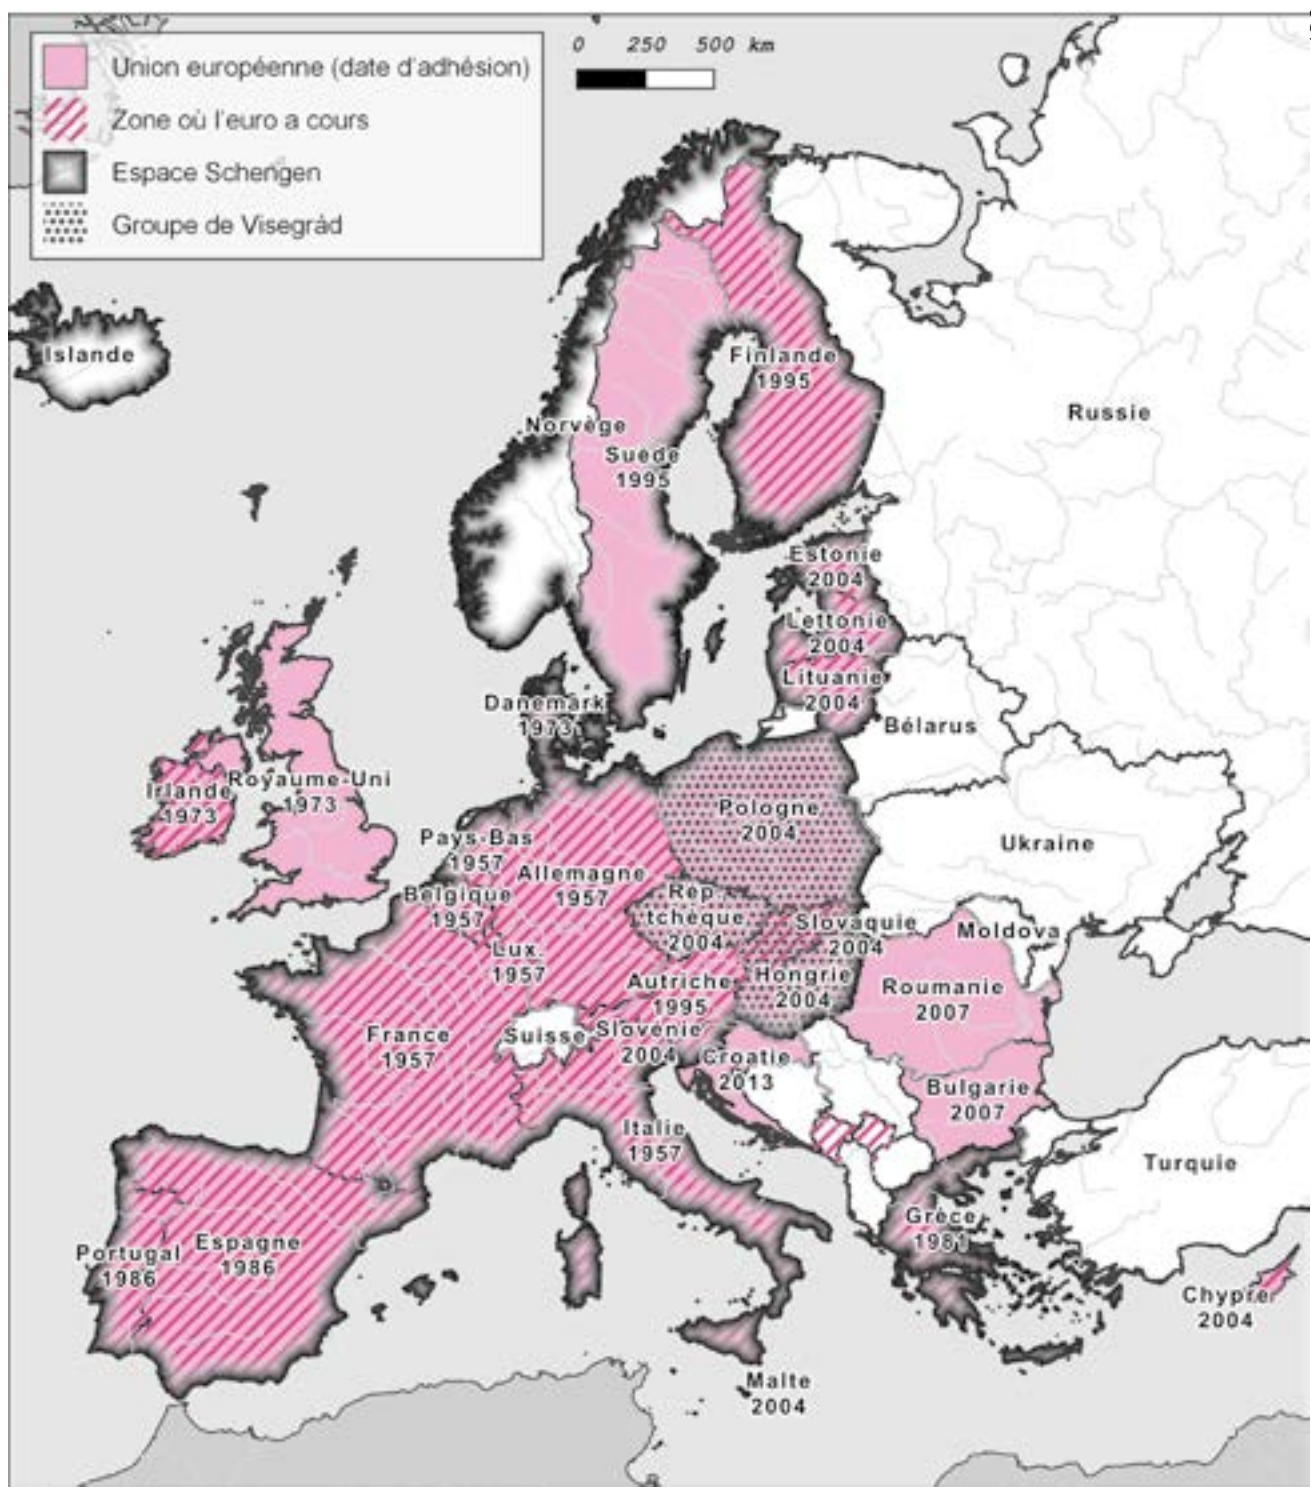 Union européenne (date d'adhésion)
Zone où l'euro a cours
Espace Schengen
Groupe de Visegràd
0 250 500 km
Islande
Finlande
1995
Russie
Norvège
Suède
1995
Estonie
2004
Lettonie
2004
Lituanie
2004
Danemark
1973
Bélarus
Irlande
1973
Royaume-Uni
1973
Pologne
2004
Pays-Bas
1957
Ukraine
Allemagne
1957
Belgique
1957
Rép.
tchèque
2004
Slovaquie
2004
Moldova
Lux.
1957
Autriche
1995
Hongrie
2004
Roumanie
2007
France
1957
Suisse
Slovénie
2004
Croatie
2013
Bulgarie
2007
Italie
1957
Turquie
Grèce
1981
Portugal
1986
Espagne
1986
Chypre
2004
Malte
2004